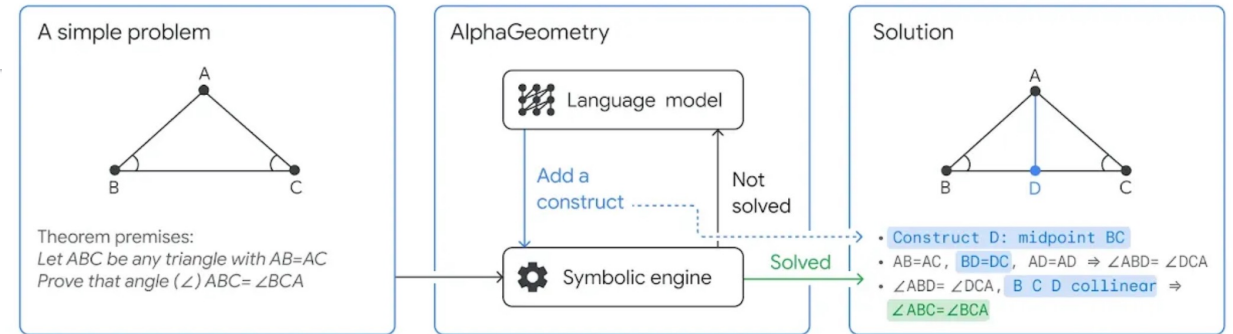 A simple problem
A
B
C
Theorem premises:
Let ABC be any triangle with AB=AC
Prove that angle (∠) ABC= ∠BCA
AlphaGeometry
Language model
Add a
construct
Not
solved
Symbolic engine
Solved
Solution
A
B
D
C
• Construct D: midpoint BC
• AB=AC, BD=DC, AD=AD ⇒ ∠ABD= ∠DCA
• ∠ABD= ∠DCA, B C D collinear ⇒
∠ABC=∠BCA